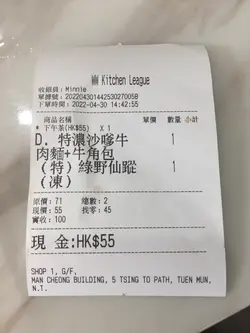 Kitchen League
收銀員：Minnie
單據號：202204301442530270058
下單時間：2022-04-30 14:42:55
商品名稱 單價 數量 小計
* 下午茶(HK$55) X 1
D. 特濃沙嗲牛 1
肉麵+牛角包
（特）綠野仙蹤 1
（凍）
原價：71 總數：2
現價：55 找零：45
實收：100
現 金:HK$55
SHOP 1, G/F,
MAN CHEONG BUILDING, 5 TSING TO PATH, TUEN MUN,
N.T.